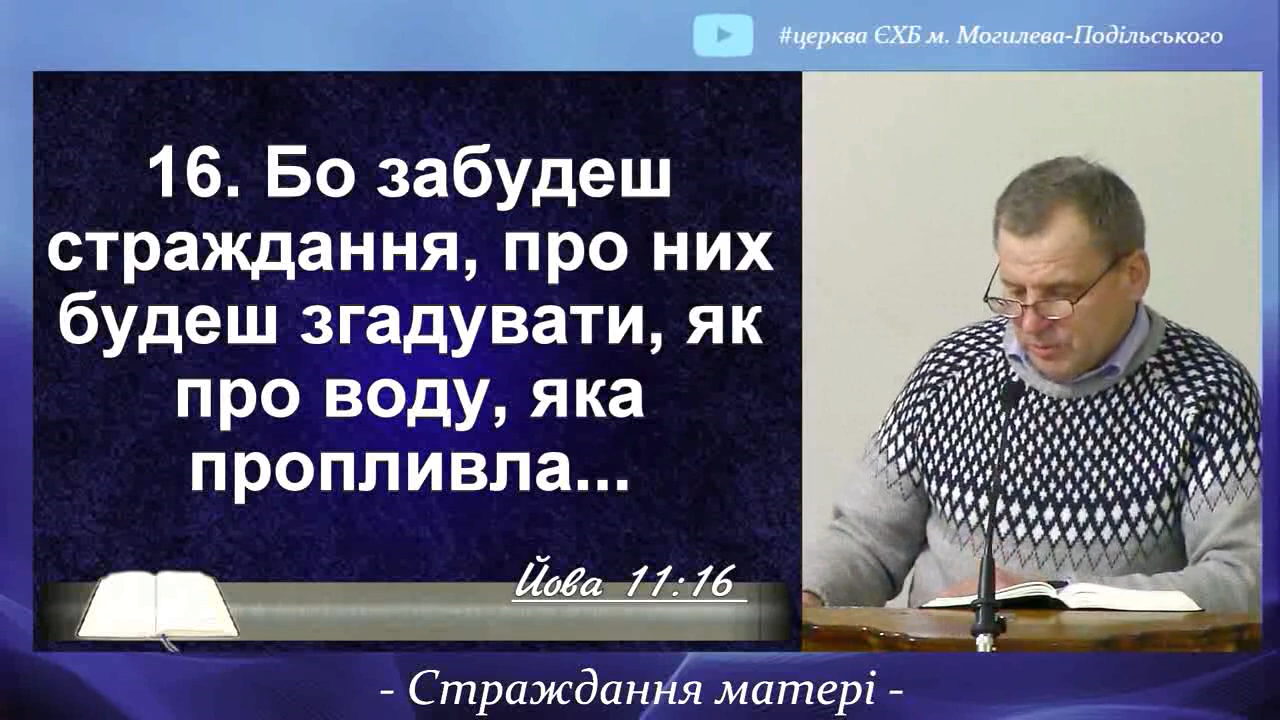 #церква ЄХБ м. Могилева-Подільського
16. Бо забудеш
страждання, про них
будеш згадувати, як
про воду, яка
пропливла...
Йова 11:16
- Страждання матері -